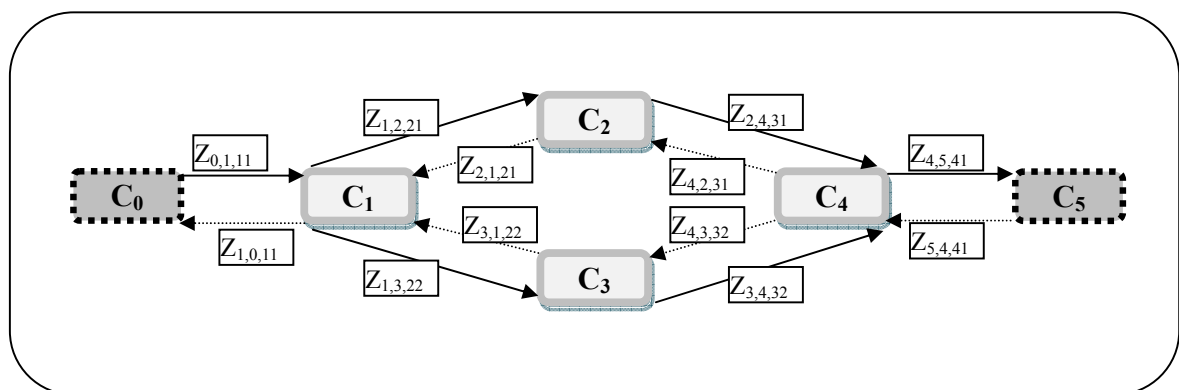 Z1,2,21
C2
Z2,4,31
Z0,1,11
Z2,1,21
Z4,2,31
Z4,5,41
C0
C1
C4
C5
Z1,0,11
Z3,1,22
Z4,3,32
Z5,4,41
Z1,3,22
C3
Z3,4,32